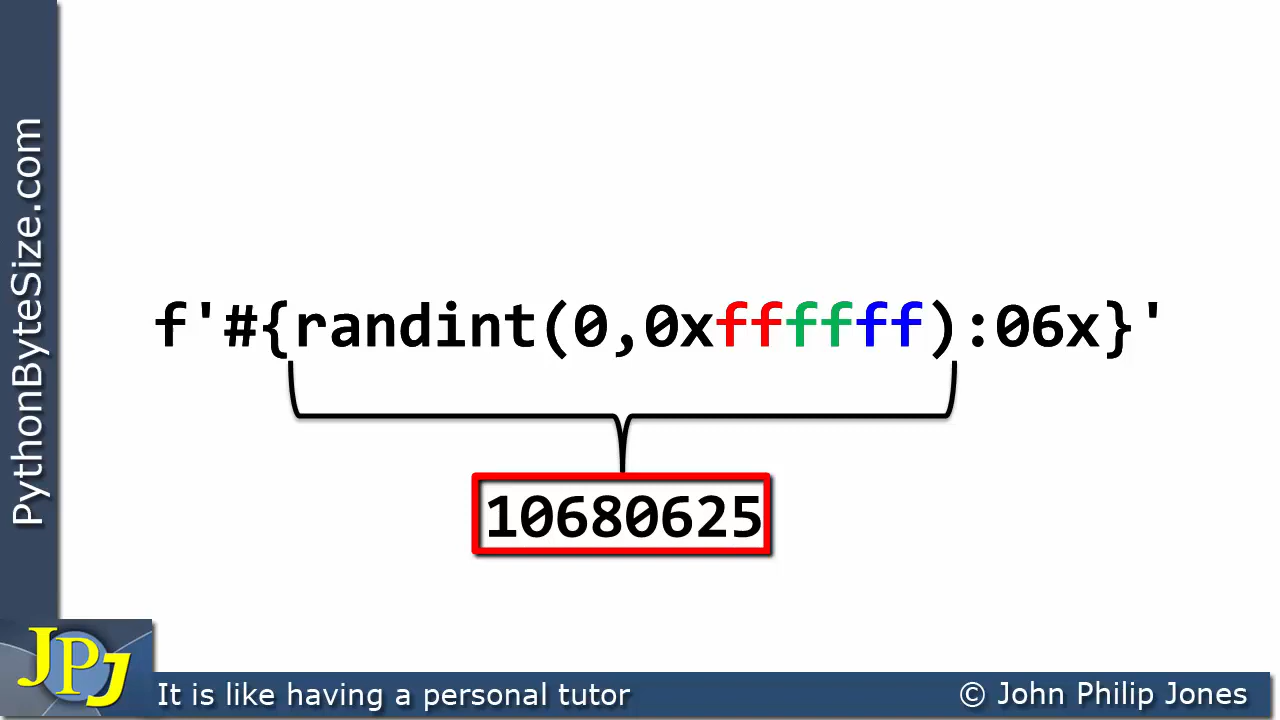 PythonByteSize.com
f'#{randint(0,0xffffff):06x}'
10680625
JPJ
It is like having a personal tutor
© John Philip Jones